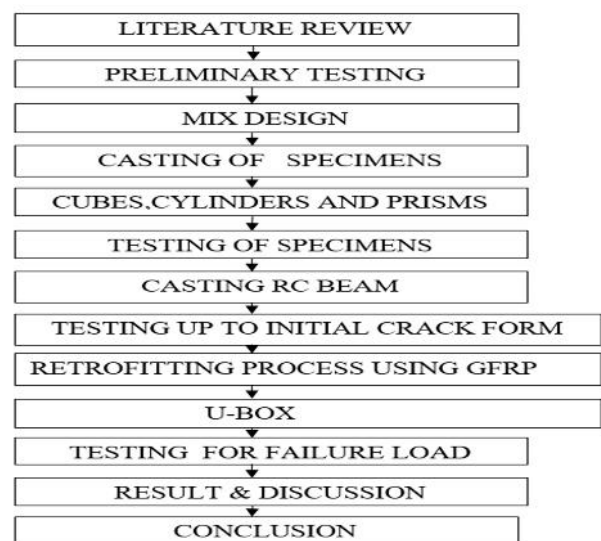 LITERATURE REVIEW
PRELIMINARY TESTING
MIX DESIGN
CASTING OF SPECIMENS
CUBES,CYLINDERS AND PRISMS
TESTING OF SPECIMENS
CASTING RC BEAM
TESTING UP TO INITIAL CRACK FORM
RETROFITTING PROCESS USING GFRP
U-BOX
TESTING FOR FAILURE LOAD
RESULT & DISCUSSION
CONCLUSION